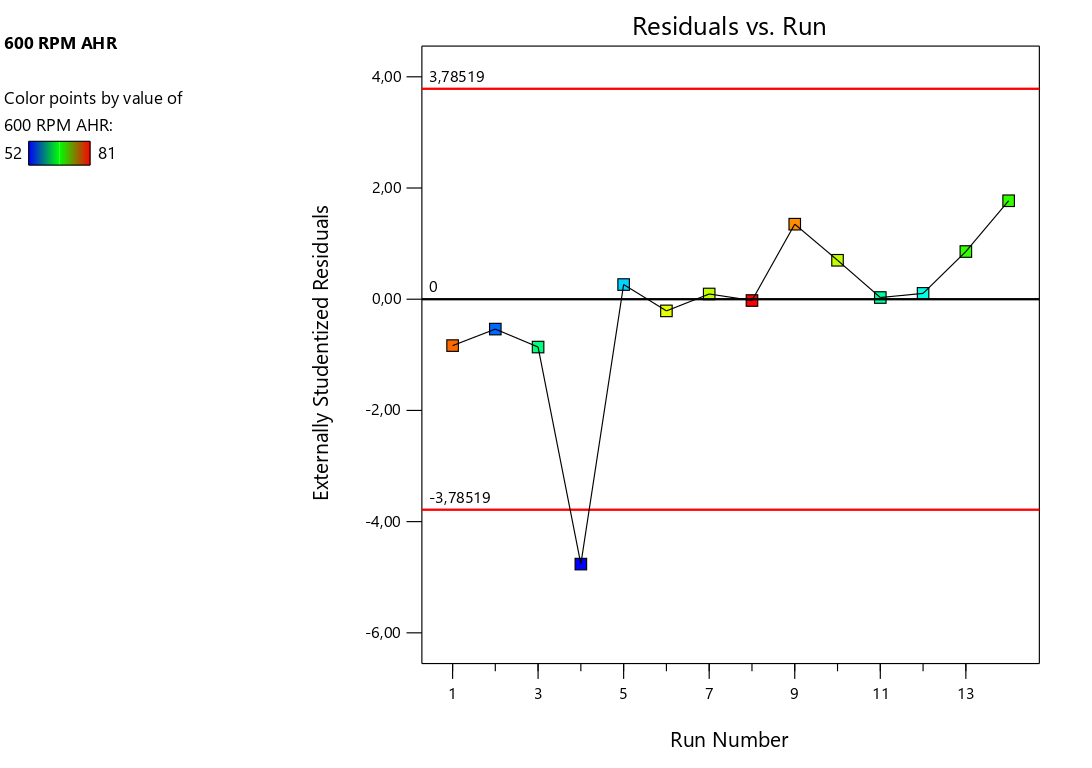 600 RPM AHR
Color points by value of
600 RPM AHR:
52 81
Residuals vs. Run
Externally Studentized Residuals
4,00
2,00
0,00
-2,00
-4,00
-6,00
3,78519
0
-3,78519
1 3 5 7 9 11 13
Run Number